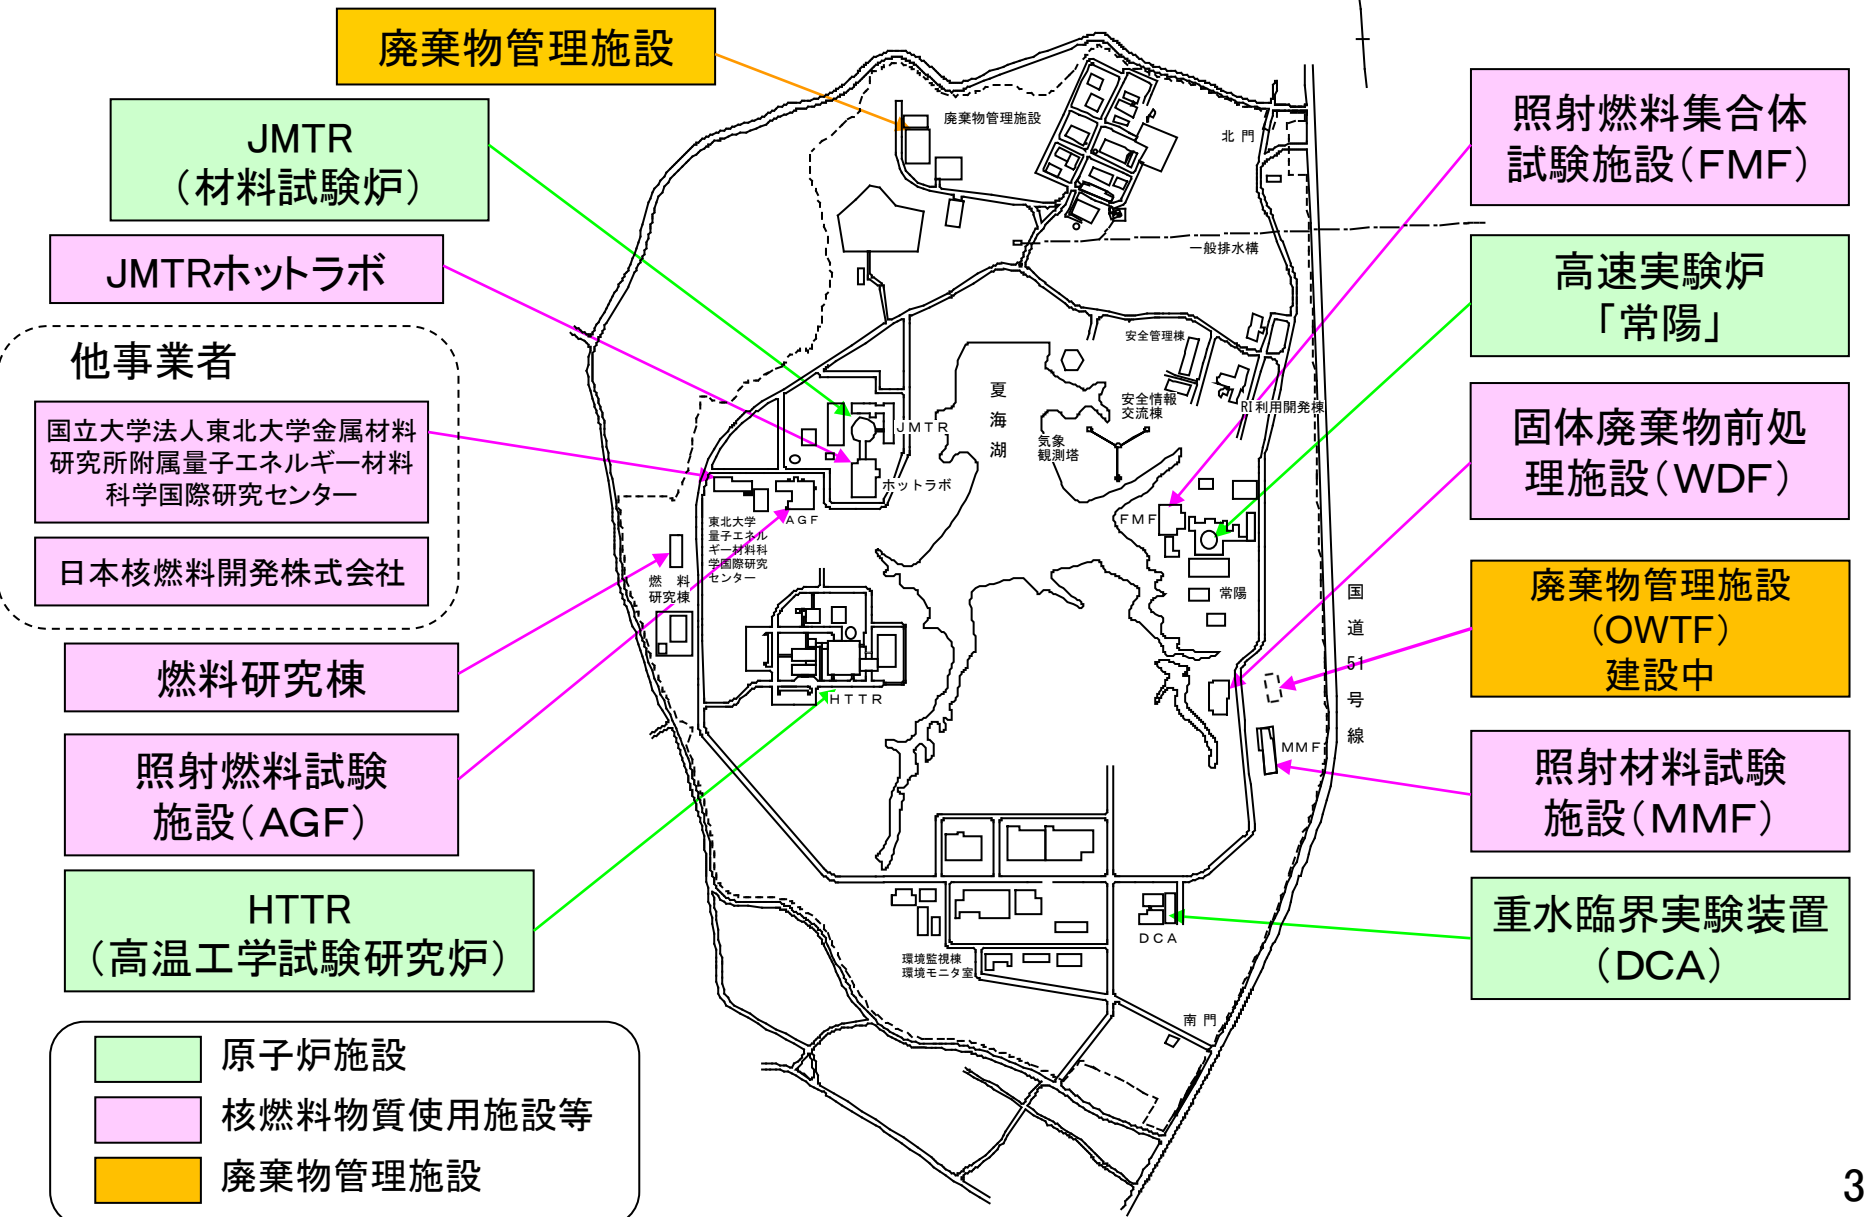 廃棄物管理施設
JMTR
（材料試験炉）
JMTRホットラボ
他事業者
国立大学法人東北大学金属材料
研究所附属量子エネルギー材料
科学国際研究センター
日本核燃料開発株式会社
燃料研究棟
照射燃料試験
施設（AGF）
HTTR
（高温工学試験研究炉）
原子炉施設
核燃料物質使用施設等
廃棄物管理施設
廃棄物管理施設
北門
一般排水構
安全管理棟
夏海湖
安全情報
交流棟
RI利用開発棟
気象
観測塔
JMTR
ホットラボ
東北大学
量子エネル
ギー材料科
学国際研究
センター
AGF
燃料
研究棟
FMF
常陽
HTTR
国道51号線
MMF
DCA
環境監視棟
環境モニタ室
南門
照射燃料集合体
試験施設（FMF）
高速実験炉
「常陽」
固体廃棄物前処
理施設（WDF）
廃棄物管理施設
（OWTF）
建設中
照射材料試験
施設（MMF）
重水臨界実験装置
（DCA）
3